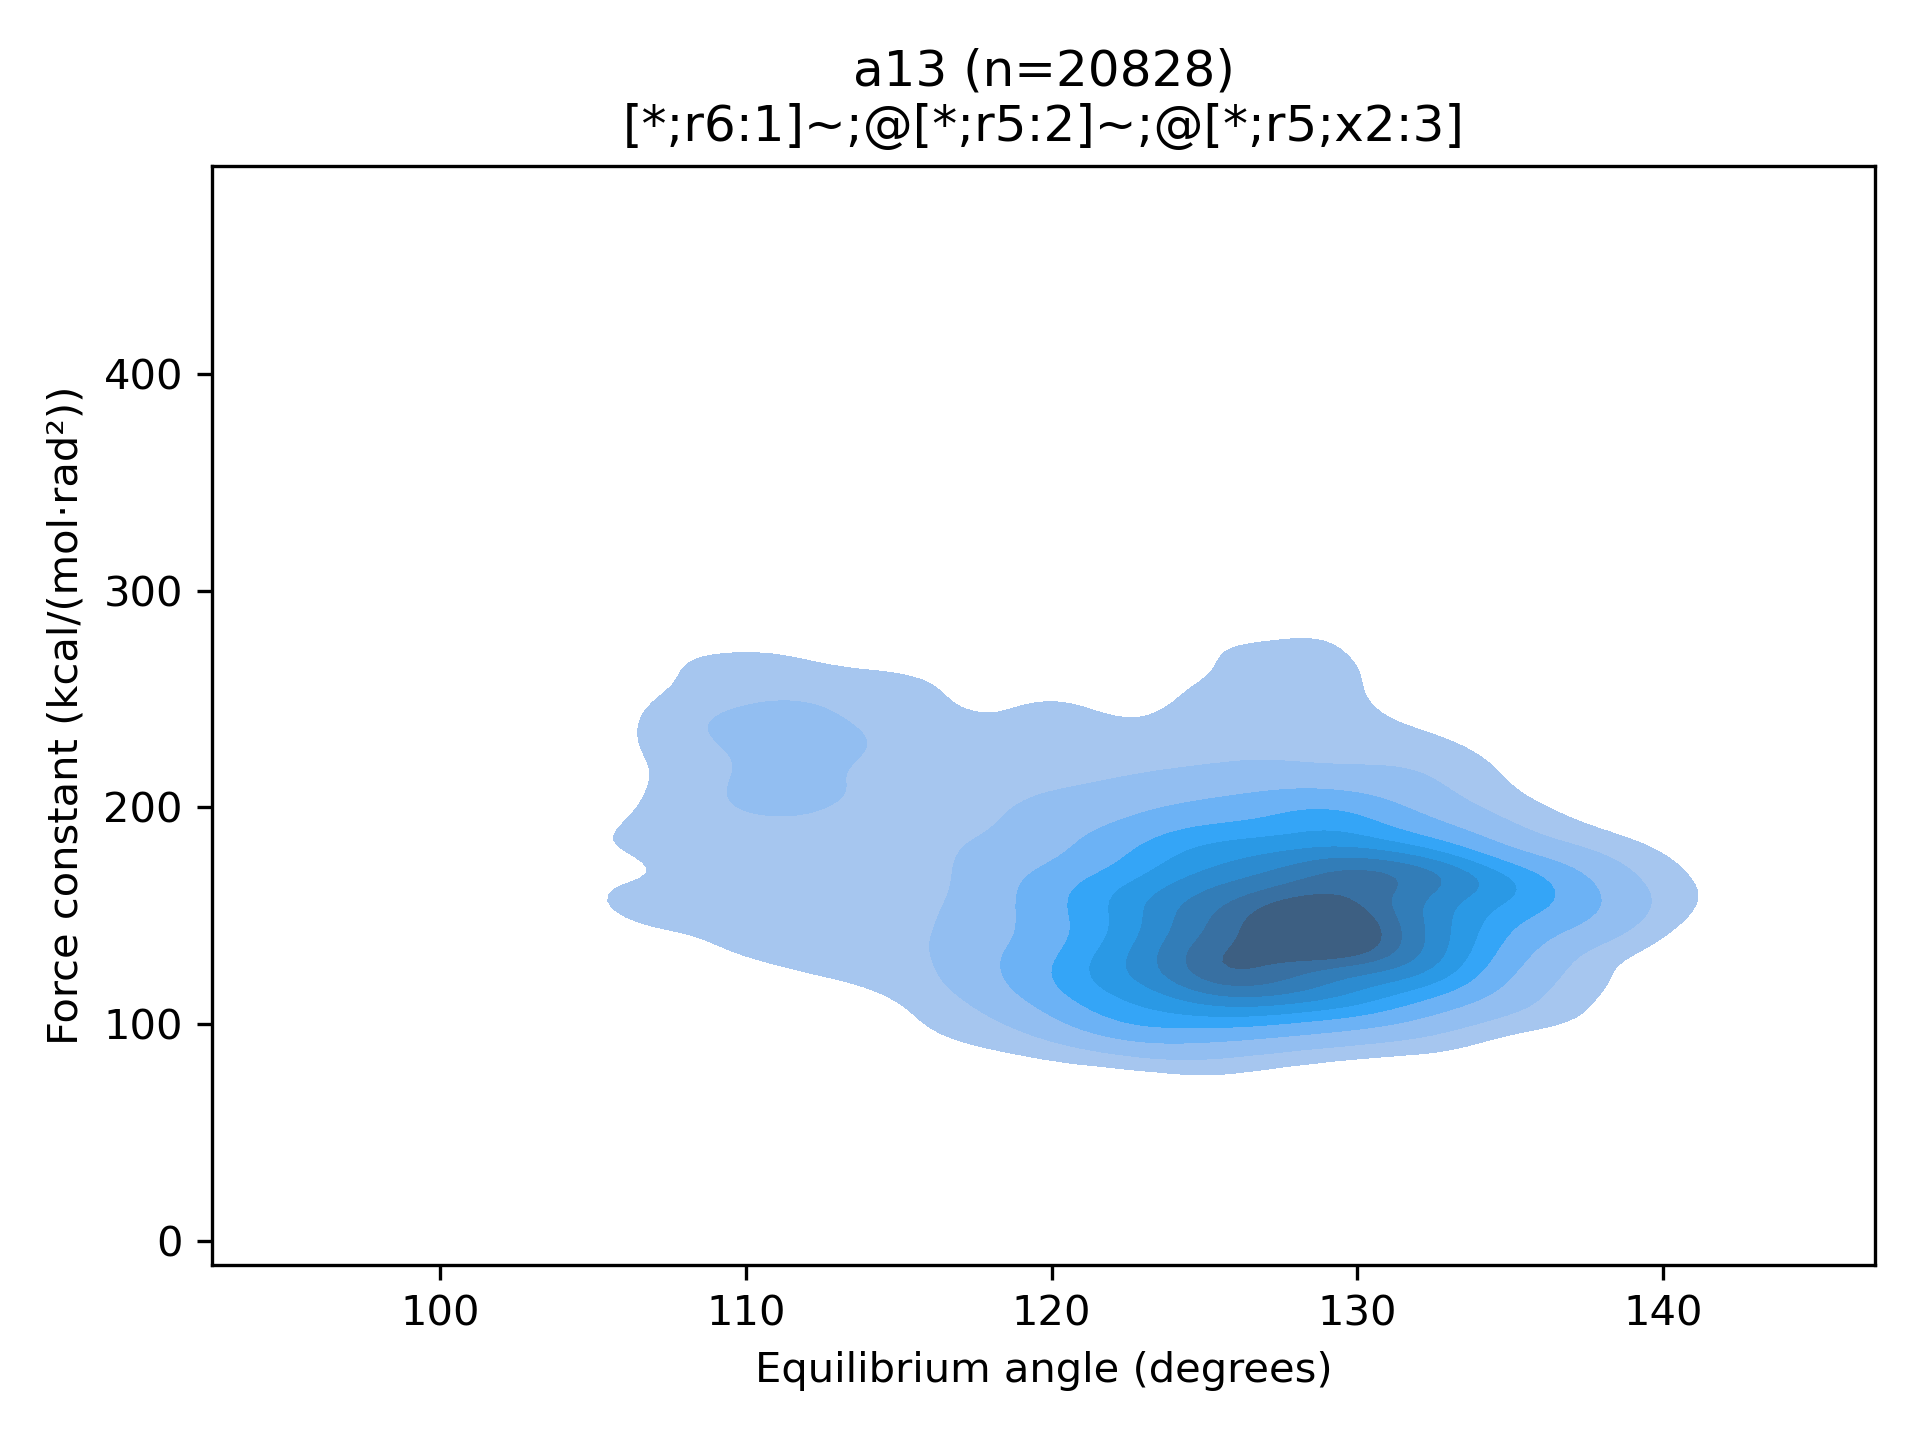 a13 (n=20828)
[*;r6:1]~;@[*;r5:2]~;@[*;r5;x2:3]
Force constant (kcal/(mol·rad²))
400
300
200
100
0
100
110
120
130
140
Equilibrium angle (degrees)